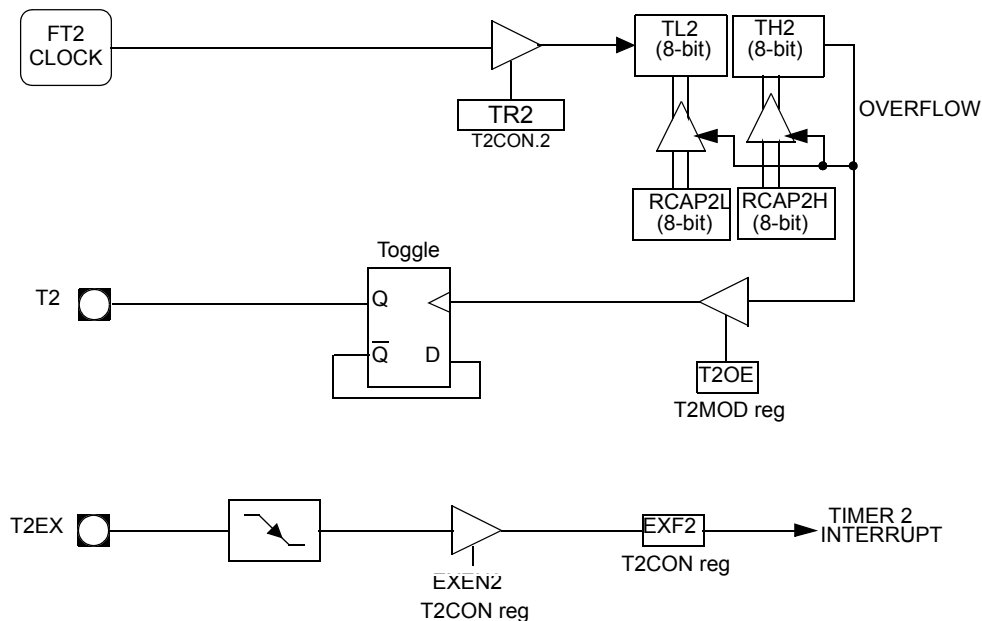 FT2
CLOCK
TL2
(8-bit)
TH2
(8-bit)
TR2
T2CON.2
OVERFLOW
RCAP2L
(8-bit)
RCAP2H
(8-bit)
Toggle
T2
Q
Q
D
T2OE
T2MOD reg
T2EX
EXEN2
T2CON reg
EXF2
T2CON reg
TIMER 2
INTERRUPT